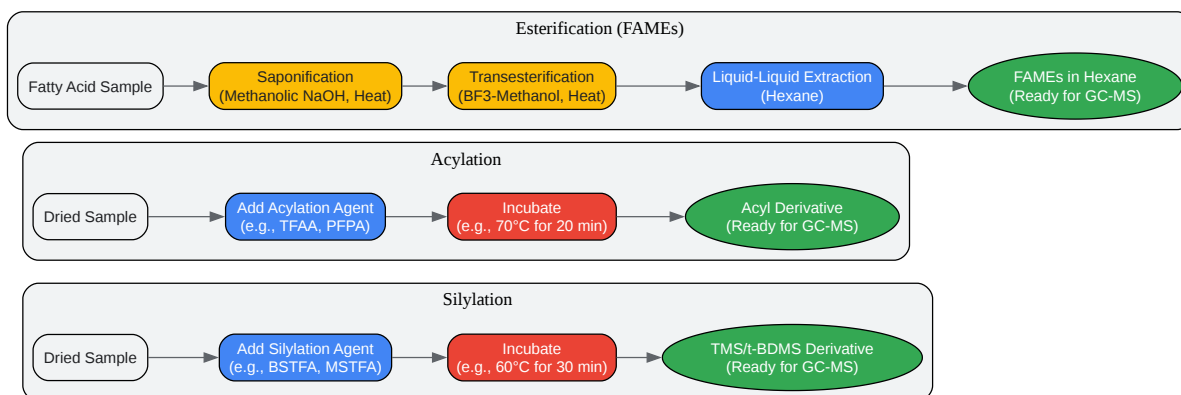 Esterification (FAMEs)
Fatty Acid Sample
Saponification
(Methanolic NaOH, Heat)
Transesterification
(BF3-Methanol, Heat)
Liquid-Liquid Extraction
(Hexane)
FAMEs in Hexane
(Ready for GC-MS)
Acylation
Dried Sample
Add Acylation Agent
(e.g., TFAA, PFPA)
Incubate
(e.g., 70°C for 20 min)
Acyl Derivative
(Ready for GC-MS)
Silylation
Dried Sample
Add Silylation Agent
(e.g., BSTFA, MSTFA)
Incubate
(e.g., 60°C for 30 min)
TMS/t-BDMS Derivative
(Ready for GC-MS)